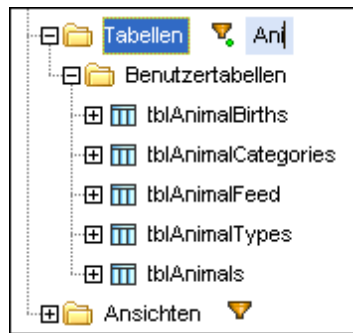 Tabellen Ani
Benutzertabellen
tblAnimalBirths
tblAnimalCategories
tblAnimalFeed
tblAnimalTypes
tblAnimals
Ansichten